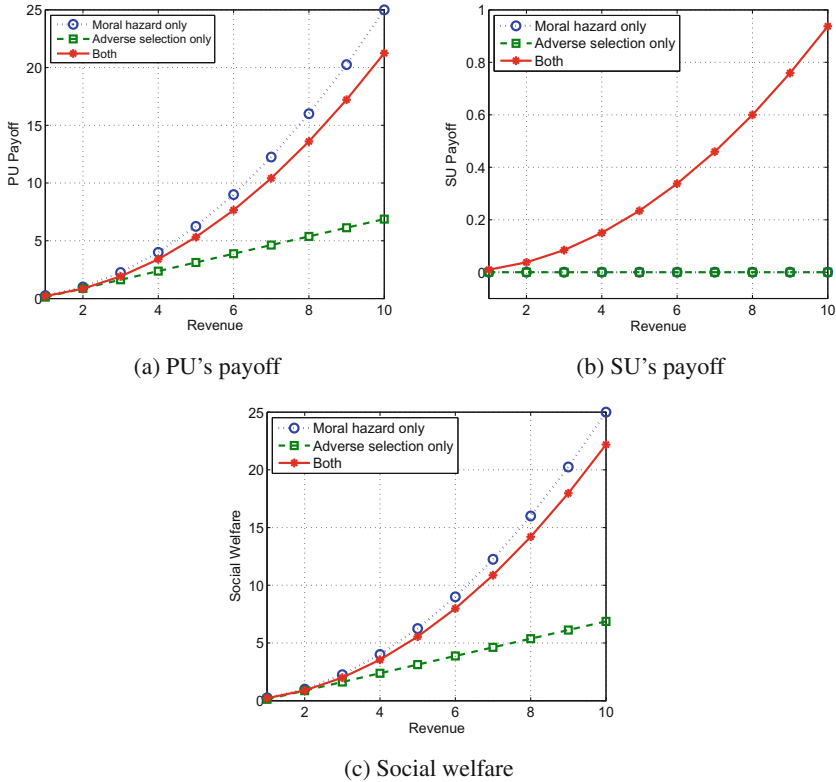 25
20
15
10
5
0
PU Payoff
Moral hazard only
Adverse selection only
Both
2 4 6 8 10
Revenue
(a) PU's payoff
1
0.8
0.6
0.4
0.2
0
SU Payoff
Moral hazard only
Adverse selection only
Both
2 4 6 8 10
Revenue
(b) SU's payoff
25
20
15
10
5
0
Social Welfare
Moral hazard only
Adverse selection only
Both
2 4 6 8 10
Revenue
(c) Social welfare